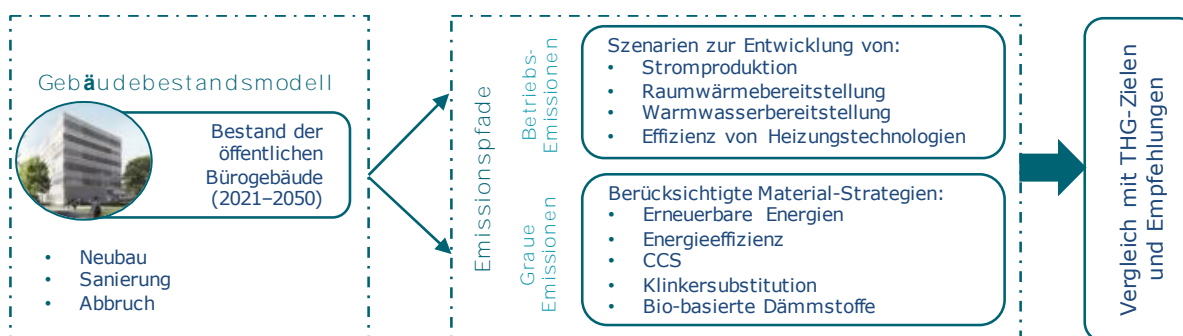 Gebäudebestandsmodell
Bestand der
öffentlichen
Bürogebäude
(2021–2050)
• Neubau
• Sanierung
• Abbruch
Emissionspfade
Betriebs-
Emissionen
Szenarien zur Entwicklung von:
• Stromproduktion
• Raumwärmebereitstellung
• Warmwasserbereitstellung
• Effizienz von Heizungstechnologien
Graue
Emissionen
Berücksichtigte Material-Strategien:
• Erneuerbare Energien
• Energieeffizienz
• CCS
• Klinkersubstitution
• Bio-basierte Dämmstoffe
Vergleich mit THG-Zielen
und Empfehlungen